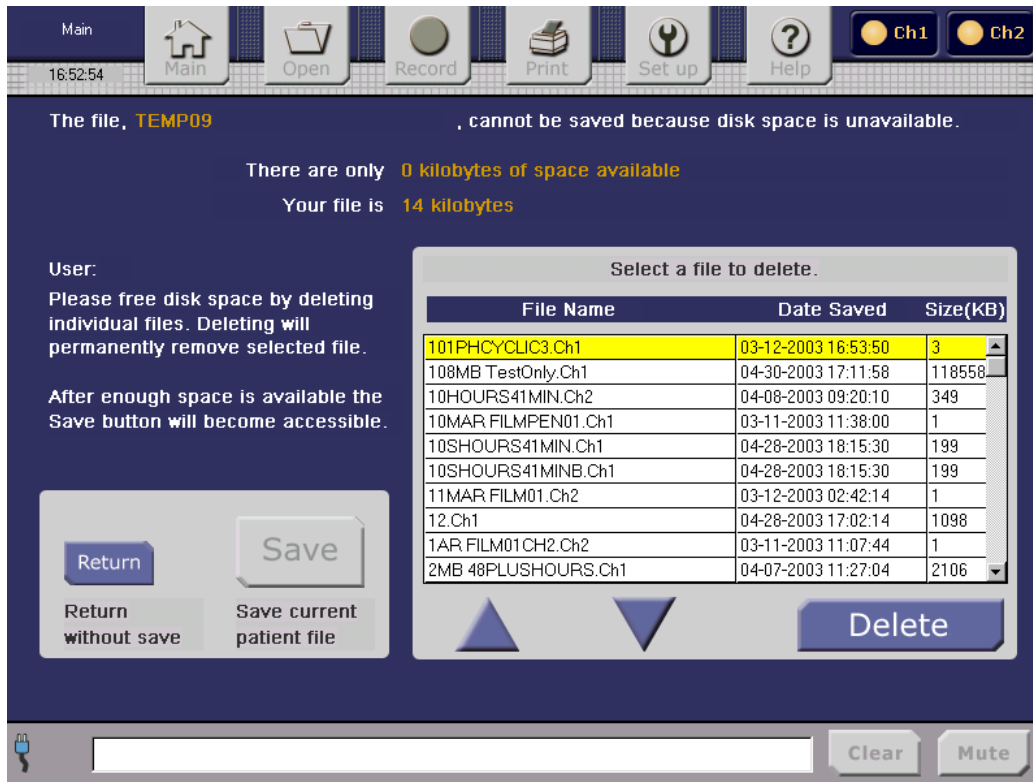 Main
16:52:54
Main
Open
Record
Print
Set up
Help
Ch1
Ch2
The file, TEMP09 , cannot be saved because disk space is unavailable.
There are only 0 kilobytes of space available
Your file is 14 kilobytes
User:
Please free disk space by deleting
individual files. Deleting will
permanently remove selected file.
After enough space is available the
Save button will become accessible.
Return
Save
Return
without save
Save current
patient file
Select a file to delete.
File Name Date Saved Size(KB)
101PHCYCLIC3.Ch1 03-12-2003 16:53:50 3
108MB TestOnly.Ch1 04-30-2003 17:11:58 118558
10HOURS41MIN.Ch2 04-08-2003 09:20:10 349
10MAR FILMPEN01.Ch1 03-11-2003 11:38:00 1
10SHOURS41MIN.Ch1 04-28-2003 18:15:30 199
10SHOURS41MINB.Ch1 04-28-2003 18:15:30 199
11MAR FILM01.Ch2 03-12-2003 02:42:14 1
12.Ch1 04-28-2003 17:02:14 1098
1AR FILM01CH2.Ch2 03-11-2003 11:07:44 1
2MB 48PLUSHOURS.Ch1 04-07-2003 11:27:04 2106
Delete
Clear
Mute